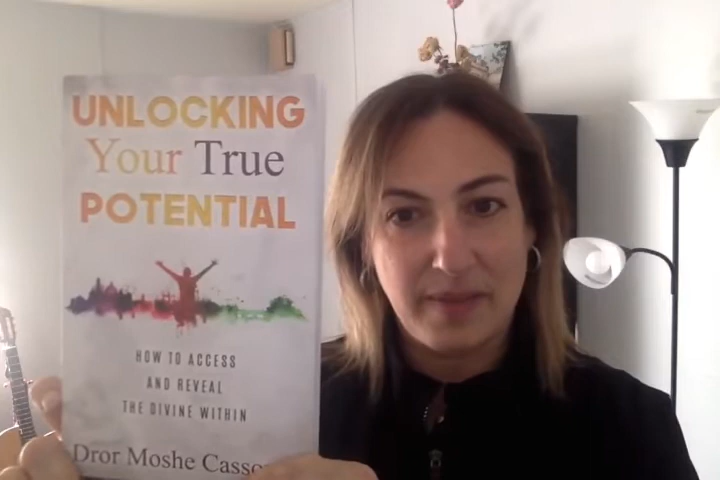 UNLOCKING
Your True
POTENTIAL
HOW TO ACCESS
AND REVEAL
THE DIVINE WITHIN
Dror Moshe